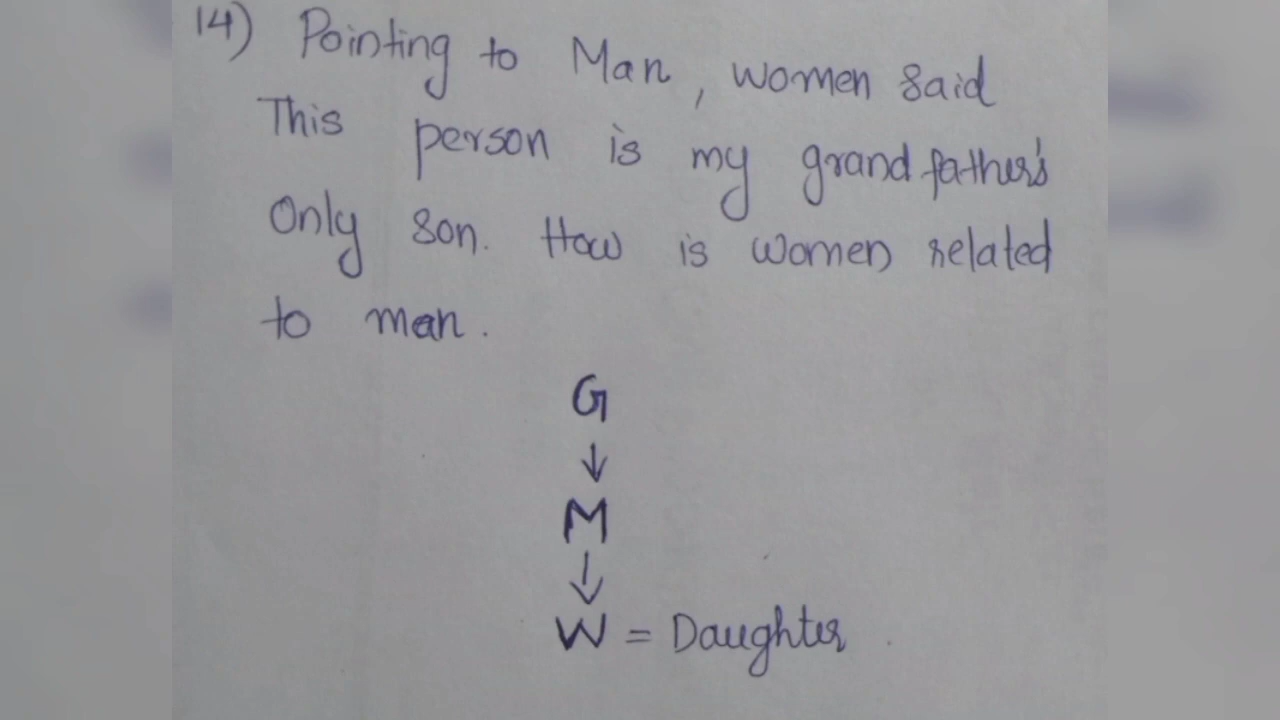 14) Pointing to Man, women said
This person is my grand father's
Only son. How is women related
to man.
G
↓
M
↓
W = Daughter.